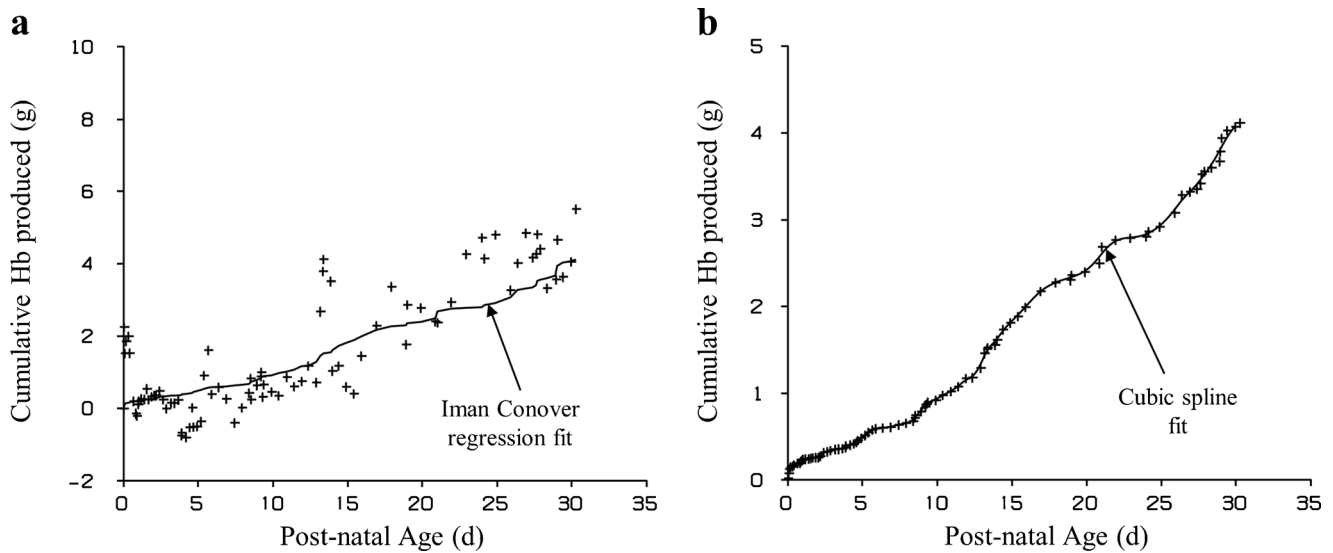 a
Cumulative Hb produced (g)
10
8
6
4
2
0
-2
0 5 10 15 20 25 30 35
Post-natal Age (d)
Iman Conover
regression fit
b
Cumulative Hb produced (g)
5
4
3
2
1
0
0 5 10 15 20 25 30 35
Post-natal Age (d)
Cubic spline
fit